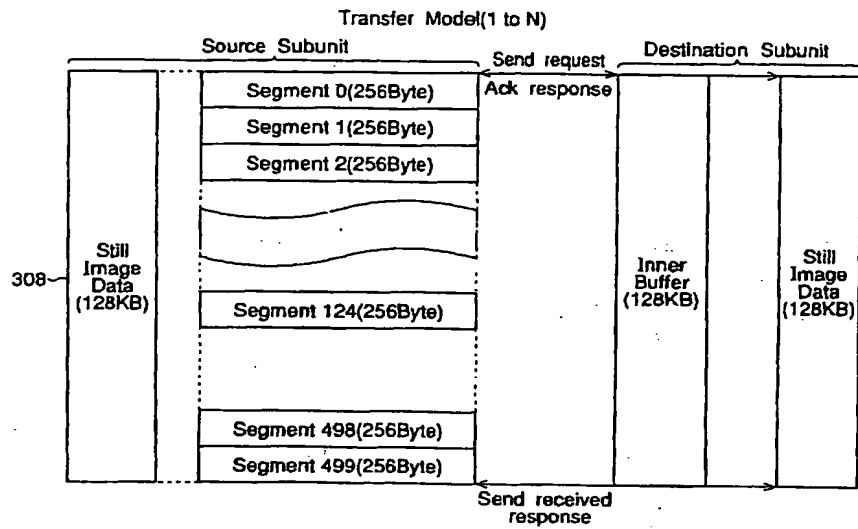 Transfer Model(1 to N)
Source Subunit
Send request
Destination Subunit
Ack response
Segment 0(256Byte)
Segment 1(256Byte)
Segment 2(256Byte)
308
Still
Image
Data
(128KB)
Segment 124(256Byte)
Inner
Buffer
(128KB)
Still
Image
Data
(128KB)
Segment 498(256Byte)
Segment 499(256Byte)
Send received
response